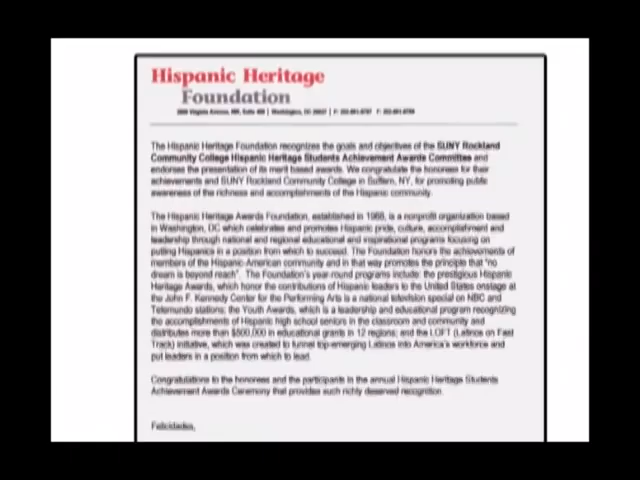 Hispanic Heritage
Foundation
The Hispanic Heritage Foundation recognizes the goals and objectives of the SUNY Rockland
Community College Hispanic Heritage Students Achievement Awards Committee and
endorses the presentation of its merit based awards. We congratulate the honorees for their
achievements and SUNY Rockland Community College in Suffern, NY, for promoting public
awareness of the richness and accomplishments of the Hispanic community.
The Hispanic Heritage Awards Foundation, established in 1988, is a nonprofit organization based
in Washington, DC which celebrates and promotes Hispanic pride, culture, accomplishment and
leadership through national and regional educational and inspirational programs focusing on
putting Hispanics in a position from which to succeed. The Foundation honors the achievements of
members of the Hispanic-American community and in that way promotes the principle that "no
dream is beyond reach". The Foundation's year round programs include: the prestigious Hispanic
Heritage Awards, which honor the contributions of Hispanic leaders to the United States onstage at
the John F. Kennedy Center for the Performing Arts is a national television special on NBC and
Telemundo stations; the Youth Awards, which is a leadership and educational program recognizing
the accomplishments of Hispanic high school seniors in the classroom and community and
distributes more than $500,000 in educational grants in 12 regions; and the LOFT (Latinos on Fast
Track) initiative, which was created to funnel top emerging Latinos into America's workforce and
put leaders in a position from which to lead.
Congratulations to the honorees and the participants in the annual Hispanic Heritage Students
Achievement Awards Ceremony that provides such richly deserved recognition.
Felicidades,